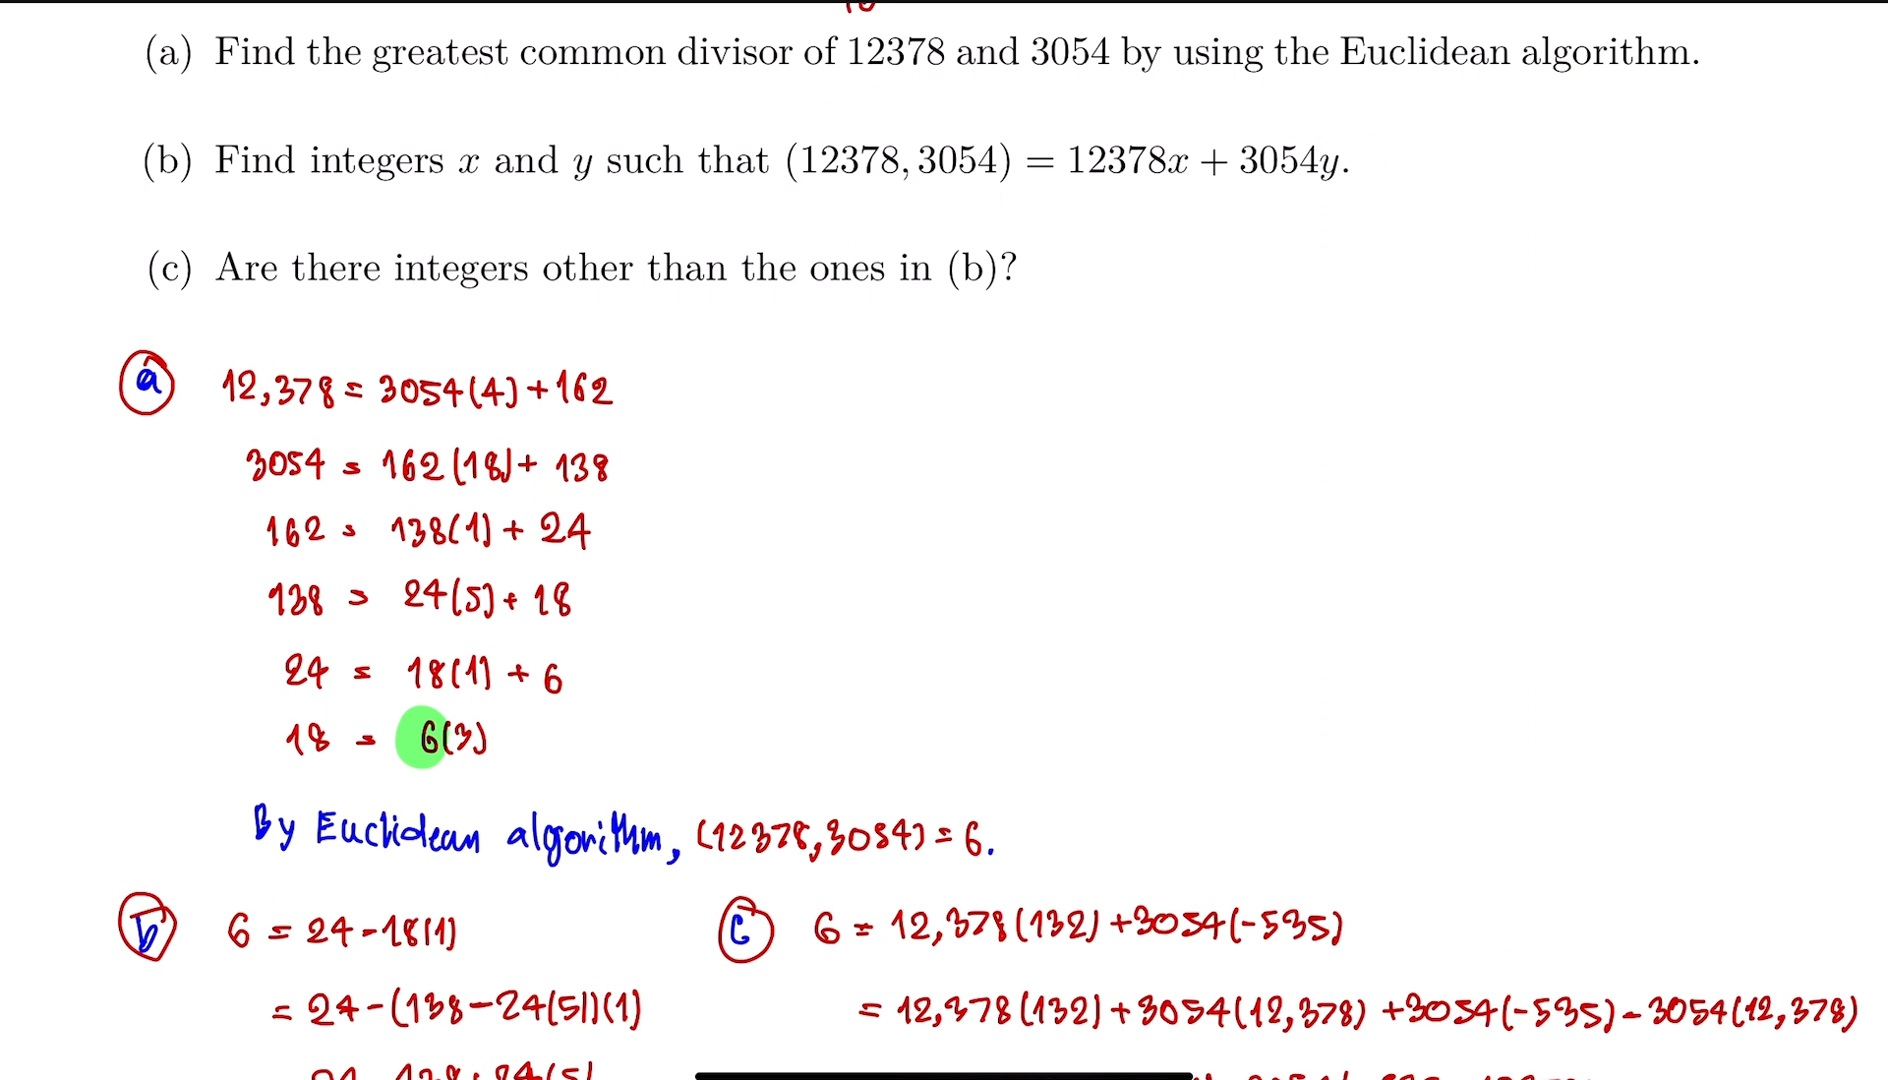 (a) Find the greatest common divisor of 12378 and 3054 by using the Euclidean algorithm.
(b) Find integers x and y such that (12378, 3054) = 12378x + 3054y.
(c) Are there integers other than the ones in (b)?
(a) 12,378 = 3054(4) + 162
3054 = 162(18) + 138
162 = 138(1) + 24
138 = 24(5) + 18
24 = 18(1) + 6
18 = 6(3)
By Euclidean algorithm, (12378,3054) = 6.
(b) 6 = 24 - 18(1)
= 24 - (138 - 24(5))(1)
(c) 6 = 12,378(132) + 3054(-535)
= 12,378(132) + 3054(12,378) + 3054(-535) - 3054(12,378)